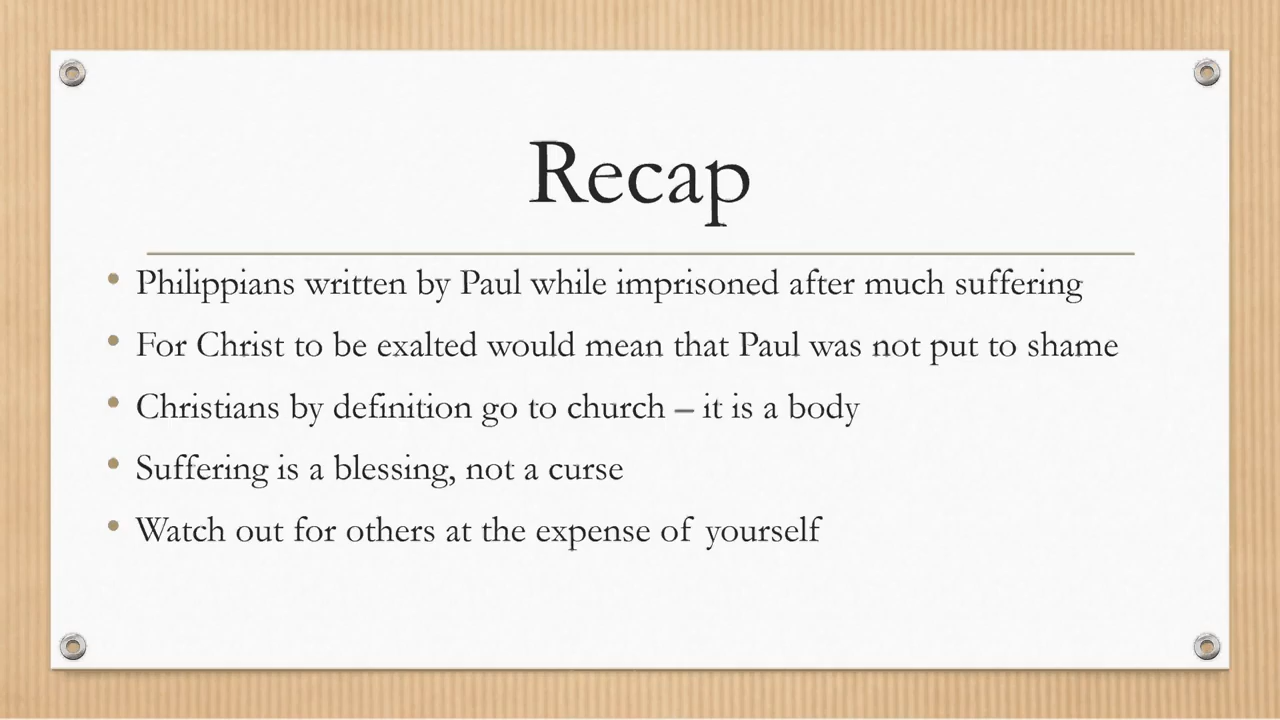 Recap
• Philippians written by Paul while imprisoned after much suffering
• For Christ to be exalted would mean that Paul was not put to shame
• Christians by definition go to church – it is a body
• Suffering is a blessing, not a curse
• Watch out for others at the expense of yourself